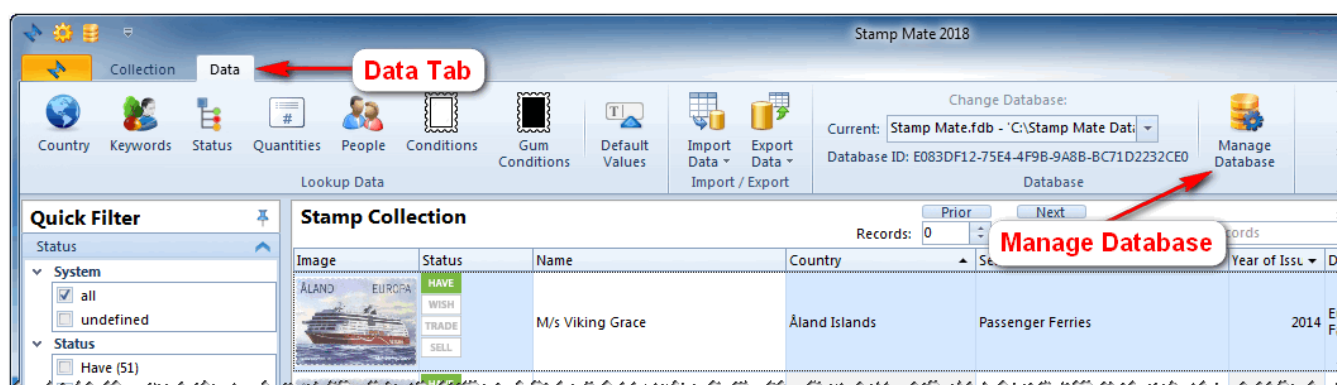 Stamp Mate 2018
Collection Data
Data Tab
Country Keywords Status Quantities People Conditions Gum Conditions Default Values
Lookup Data
Import Data Export Data
Import / Export
Change Database:
Current: Stamp Mate.fdb - 'C:\Stamp Mate Data
Database ID: E083DF12-75E4-4F9B-9A8B-BC71D2232CE0
Database
Manage Database
Quick Filter
Status
System
all
undefined
Status
Have (51)
Stamp Collection
Prior Next
Records: 0
Manage Database
Image Status Name Country Year of Issu
ÅLAND EUROPA
HAVE
WISH
TRADE
SELL
M/s Viking Grace Åland Islands Passenger Ferries 2014